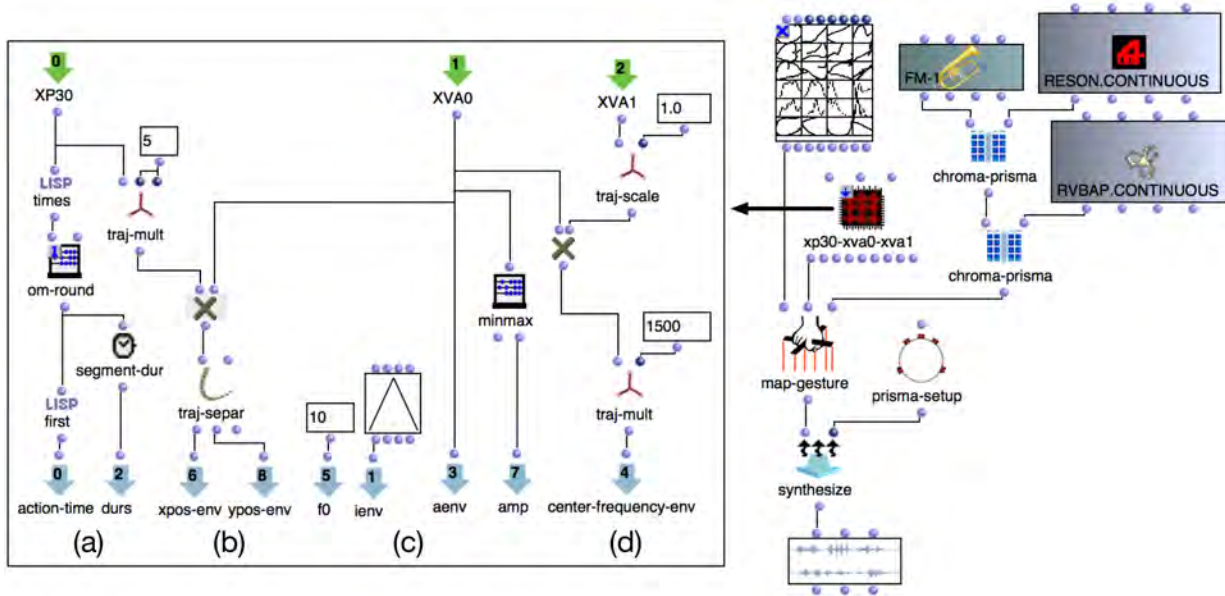 0
XP30
5
LISP
times
traj-mult
1
om-round
segment-dur
LISP
first
traj-separ
10
1
XVA0
minmax
2
XVA1
1.0
traj-scale
1500
traj-mult
0
2
6
8
5
1
3
7
4
action-time
durs
xpos-env
ypos-env
f0
ienv
aenv
amp
center-frequency-env
(a)
(b)
(c)
(d)
FM-1
RESON.CONTINUOUS
chroma-prisma
RVBAP.CONTINUOUS
xp30-xva0-xva1
chroma-prisma
map-gesture
prisma-setup
synthesize